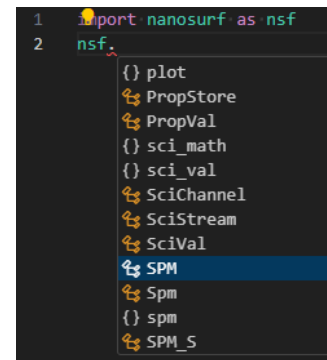 1 import nanosurf as nsf
2 nsf.
{} plot
PropStore
PropVal
{} sci_math
{} sci_val
SciChannel
SciStream
SciVal
SPM
Spm
{} spm
SPM_S